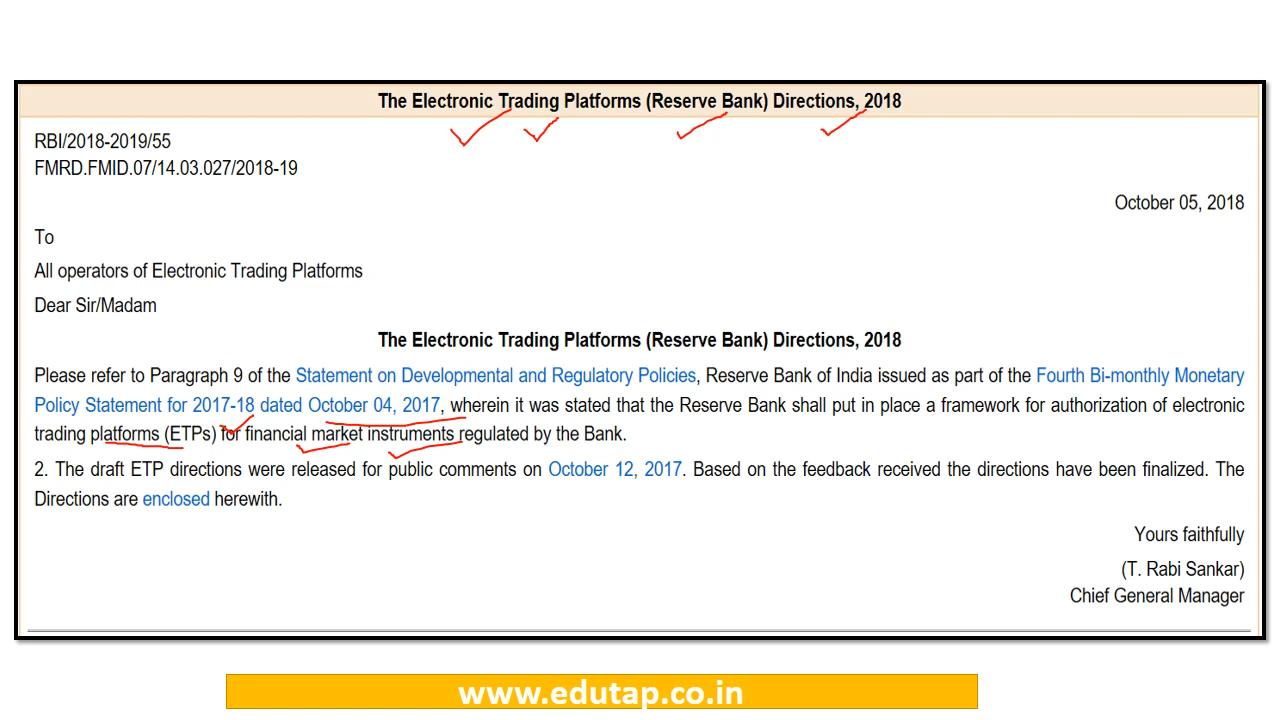 The Electronic Trading Platforms (Reserve Bank) Directions, 2018
RBI/2018-2019/55
FMRD.FMID.07/14.03.027/2018-19
October 05, 2018
To
All operators of Electronic Trading Platforms
Dear Sir/Madam
The Electronic Trading Platforms (Reserve Bank) Directions, 2018
Please refer to Paragraph 9 of the Statement on Developmental and Regulatory Policies, Reserve Bank of India issued as part of the Fourth Bi-monthly Monetary
Policy Statement for 2017-18 dated October 04, 2017, wherein it was stated that the Reserve Bank shall put in place a framework for authorization of electronic
trading platforms (ETPs) for financial market instruments regulated by the Bank.
2. The draft ETP directions were released for public comments on October 12, 2017. Based on the feedback received the directions have been finalized. The
Directions are enclosed herewith.
Yours faithfully
(T. Rabi Sankar)
Chief General Manager
www.edutap.co.in